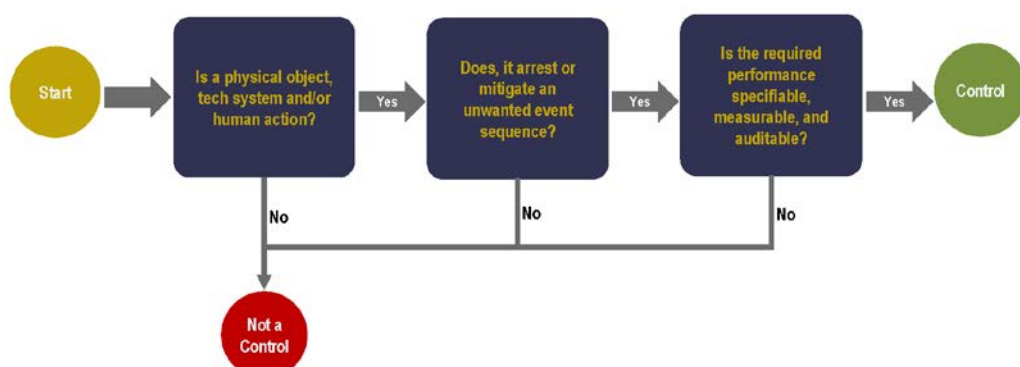 Start
Is a physical object,
tech system and/or
human action?
Yes
Does, it arrest or
mitigate an
unwanted event
sequence?
Yes
Is the required
performance
specifiable,
measurable, and
auditable?
Yes
Control
No
No
No
Not a
Control